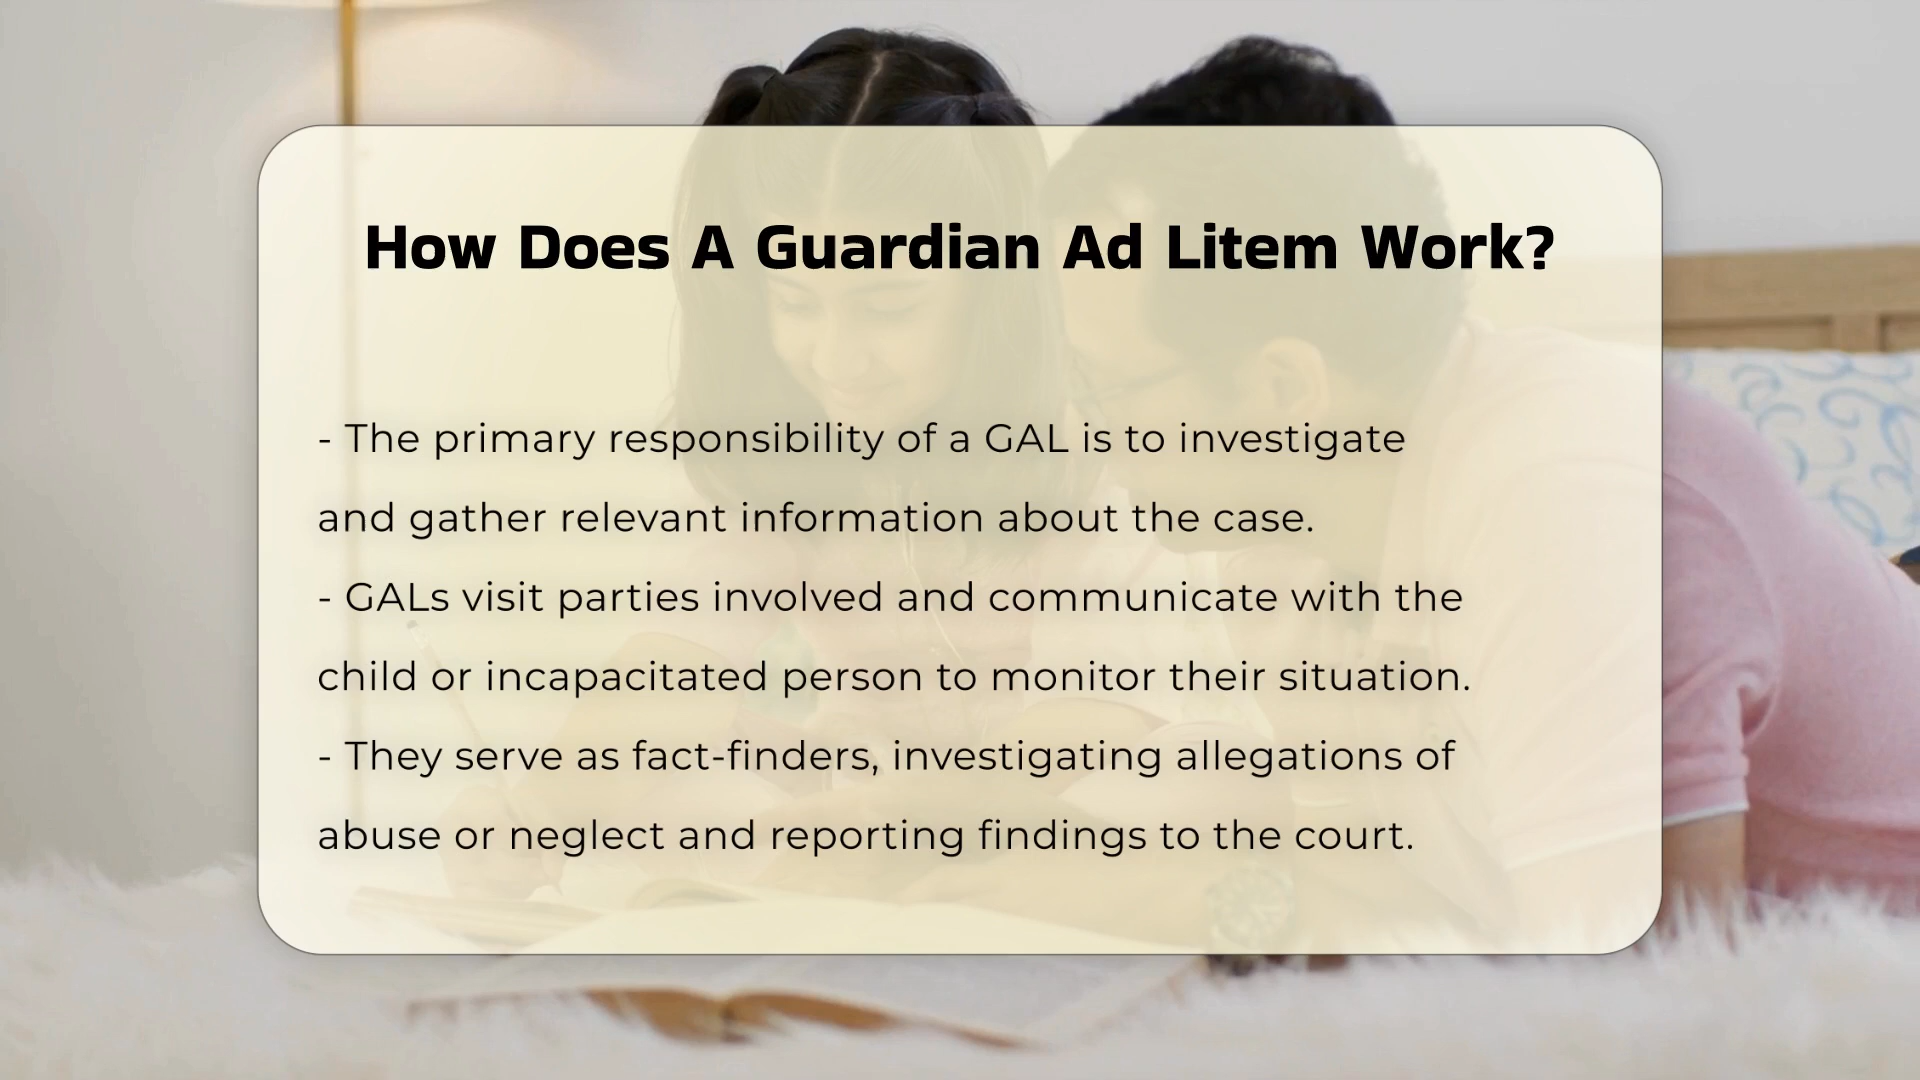 How Does A Guardian Ad Litem Work?
- The primary responsibility of a GAL is to investigate
and gather relevant information about the case.
- GALs visit parties involved and communicate with the
child or incapacitated person to monitor their situation.
- They serve as fact-finders, investigating allegations of
abuse or neglect and reporting findings to the court.